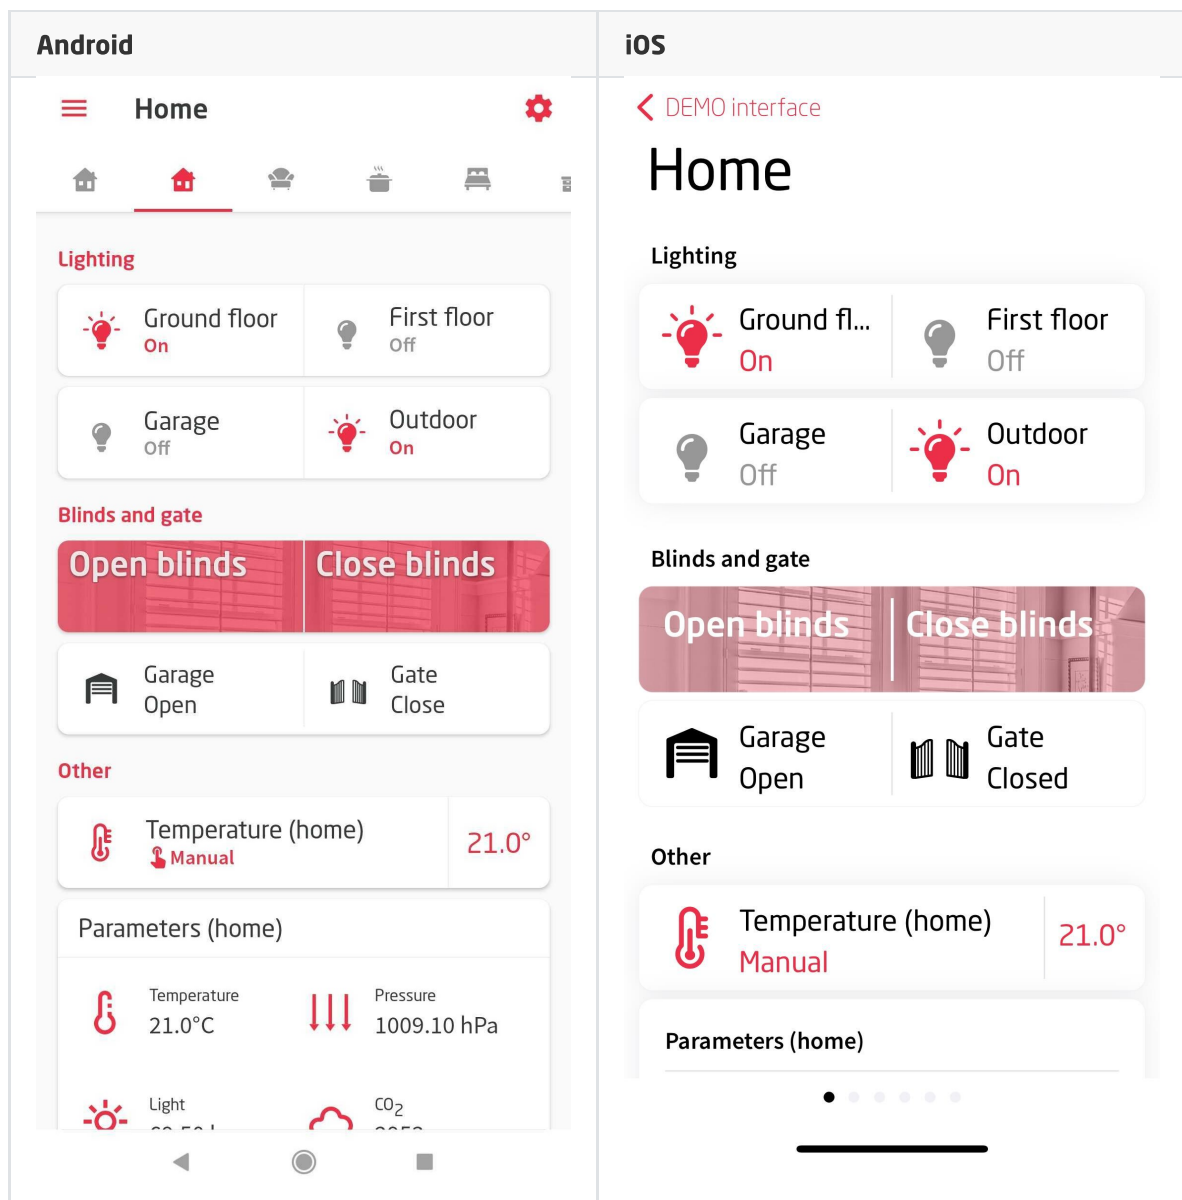 Android
Home
Lighting
Ground floor
On
First floor
Off
Garage
Off
Outdoor
On
Blinds and gate
Open blinds
Close blinds
Garage
Open
Gate
Close
Other
Temperature (home)
Manual
21.0°
Parameters (home)
Temperature
21.0°C
Pressure
1009.10 hPa
Light
CO2
iOS
DEMO interface
Home
Lighting
Ground fl...
On
First floor
Off
Garage
Off
Outdoor
On
Blinds and gate
Open blinds
Close blinds
Garage
Open
Gate
Closed
Other
Temperature (home)
Manual
21.0°
Parameters (home)